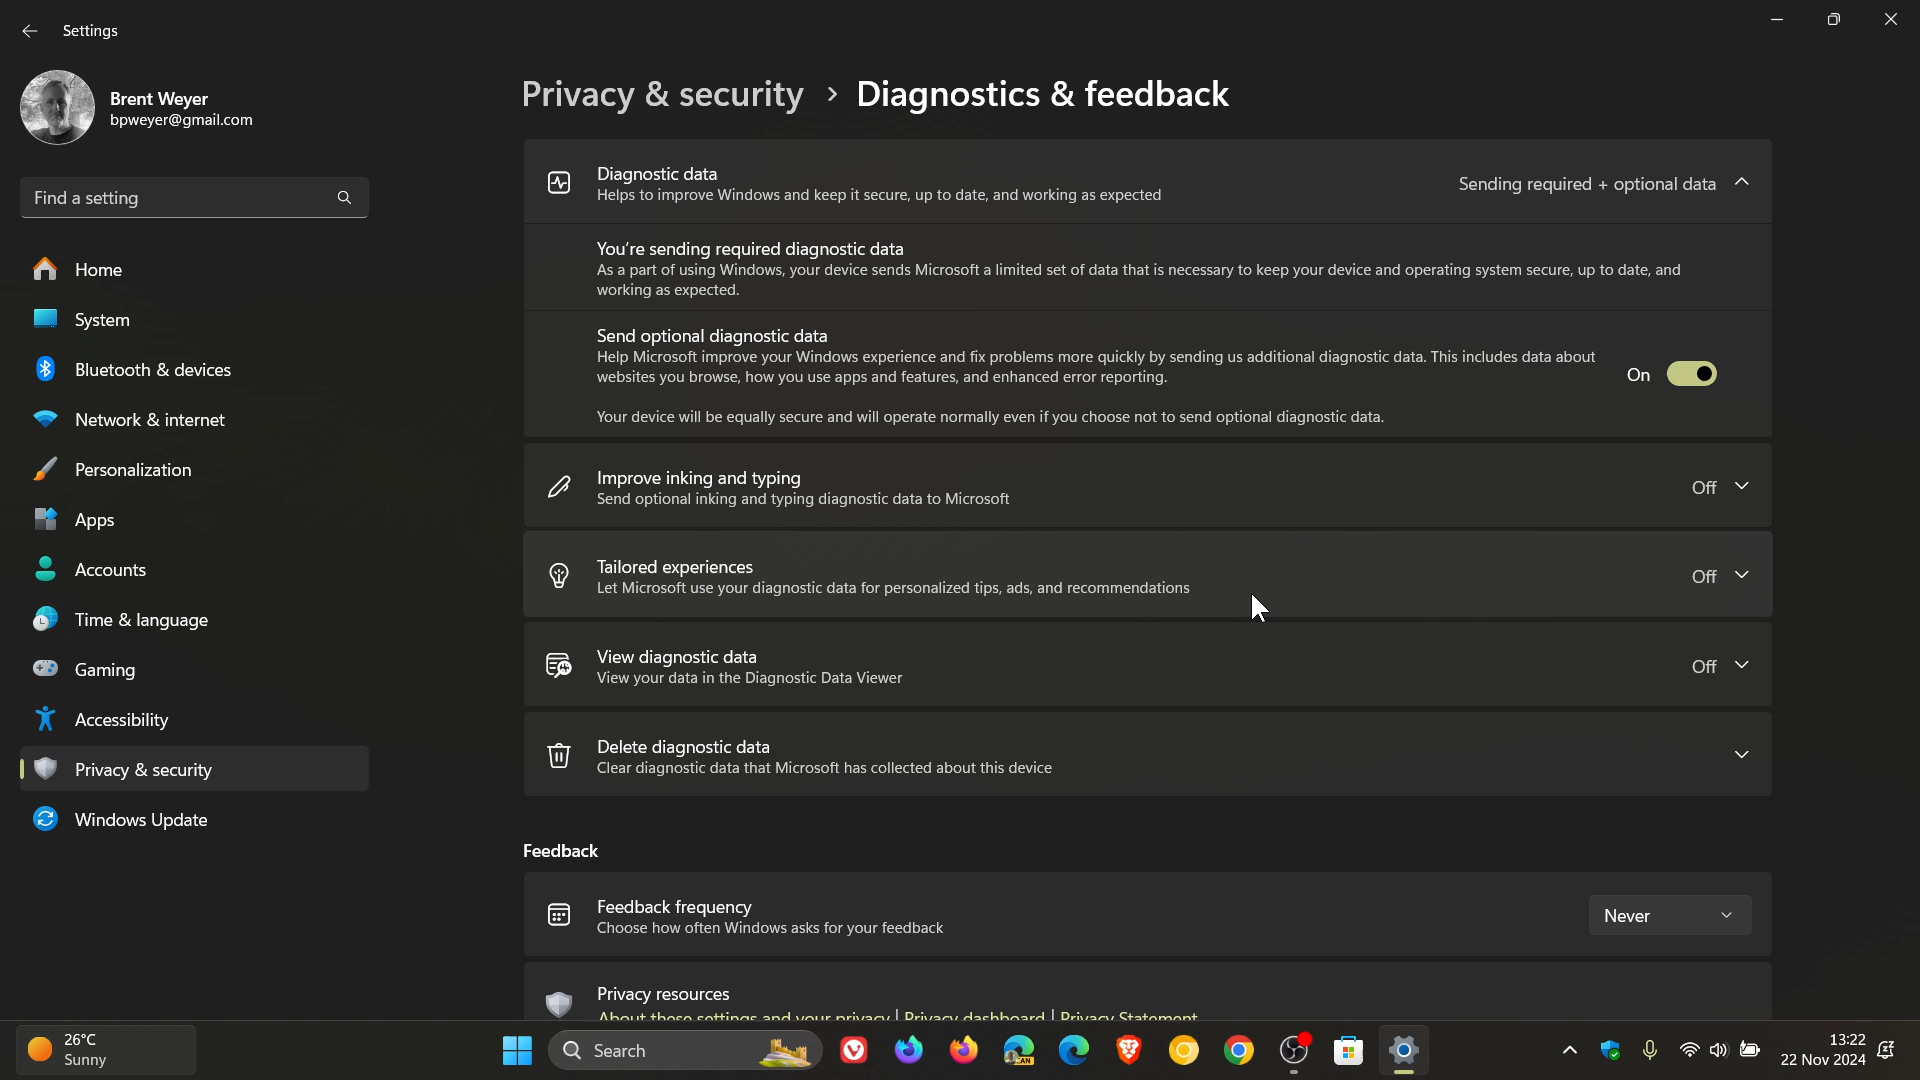 Settings
Brent Weyer
bpweyer@gmail.com
Find a setting
Home
System
Bluetooth & devices
Network & internet
Personalization
Apps
Accounts
Time & language
Gaming
Accessibility
Privacy & security
Windows Update
Privacy & security > Diagnostics & feedback
Diagnostic data
Helps to improve Windows and keep it secure, up to date, and working as expected
Sending required + optional data
You're sending required diagnostic data
As a part of using Windows, your device sends Microsoft a limited set of data that is necessary to keep your device and operating system secure, up to date, and
working as expected.
Send optional diagnostic data
Help Microsoft improve your Windows experience and fix problems more quickly by sending us additional diagnostic data. This includes data about
websites you browse, how you use apps and features, and enhanced error reporting.
On
Your device will be equally secure and will operate normally even if you choose not to send optional diagnostic data.
Improve inking and typing
Send optional inking and typing diagnostic data to Microsoft
Off
Tailored experiences
Let Microsoft use your diagnostic data for personalized tips, ads, and recommendations
Off
View diagnostic data
View your data in the Diagnostic Data Viewer
Off
Delete diagnostic data
Clear diagnostic data that Microsoft has collected about this device
Feedback
Feedback frequency
Choose how often Windows asks for your feedback
Never
Privacy resources
About these settings and your privacy | Privacy dashboard | Privacy Statement
26°C
Sunny
Search
CAN
13:22
22 Nov 2024